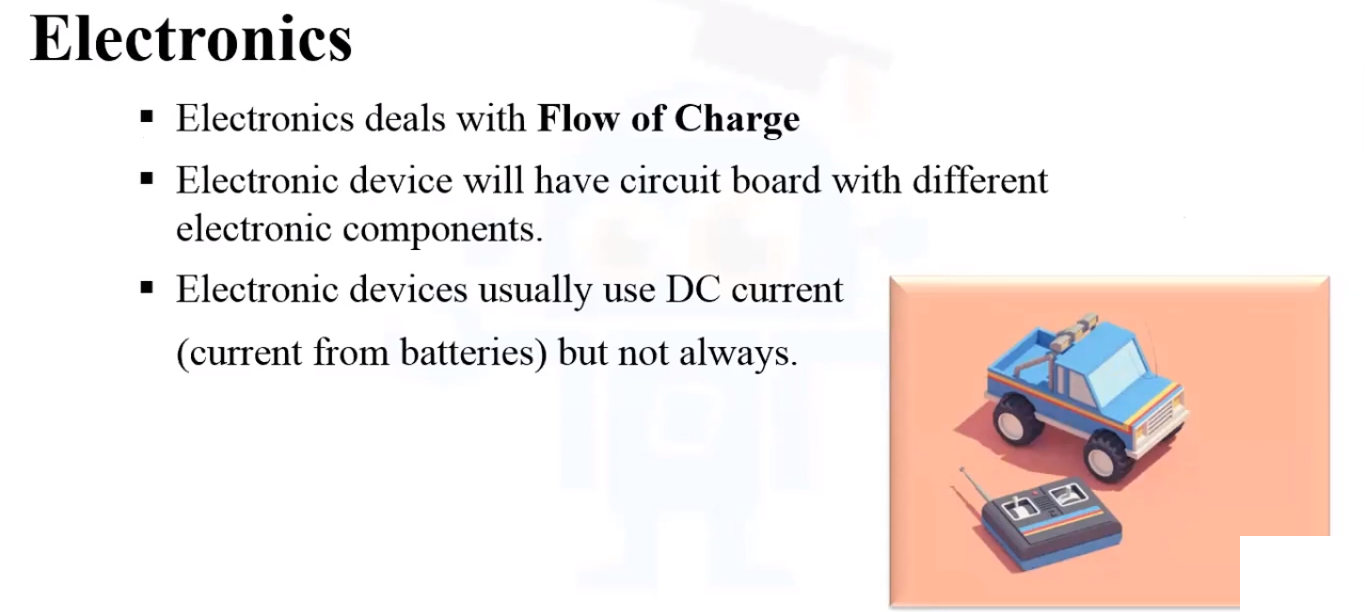 Electronics
▪ Electronics deals with Flow of Charge
▪ Electronic device will have circuit board with different
electronic components.
▪ Electronic devices usually use DC current
(current from batteries) but not always.